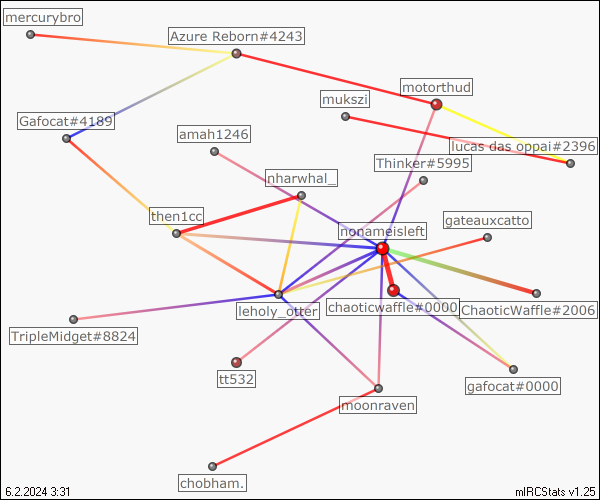 mercurybro
Azure Reborn#4243
motorthud
mukszi
Gafocat#4189
amah1246
lucas das oppai#2396
Thinker#5995
nharwhal_
then1cc
gateauxcatto
nonameisleft
leholy_otter
chaoticwaffle#0000
ChaoticWaffle#2006
TripleMidget#8824
tt532
gafocat#0000
moonraven
chobham.
6.2.2024 3:31
mIRCStats v1.25